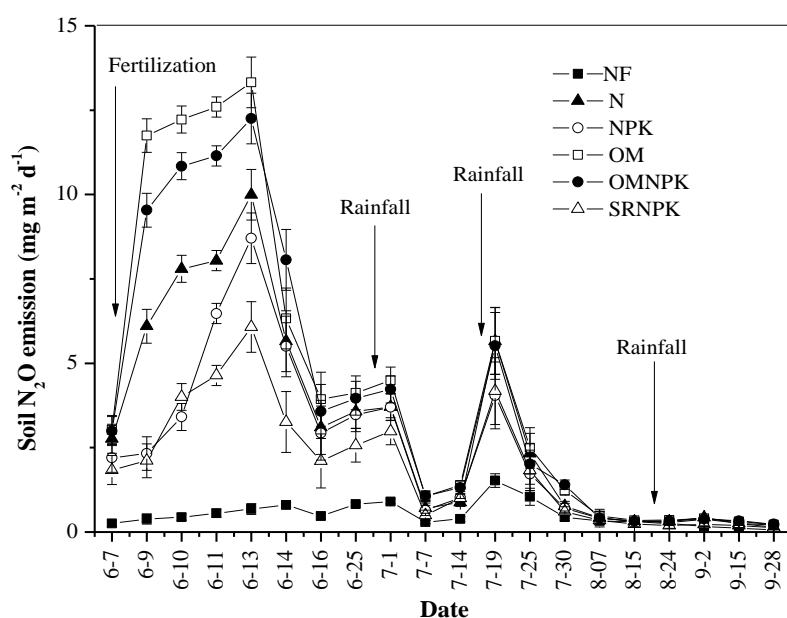 15
10
5
0
Soil N₂O emission (mg m⁻² d⁻¹)
Fertilization
Rainfall
Rainfall
Rainfall
NF
N
NPK
OM
OMNPK
SRNPK
6-7
6-9
6-10
6-11
6-13
6-14
6-16
6-25
7-1
7-7
7-14
7-19
7-25
7-30
8-07
8-15
8-24
9-2
9-15
9-28
Date